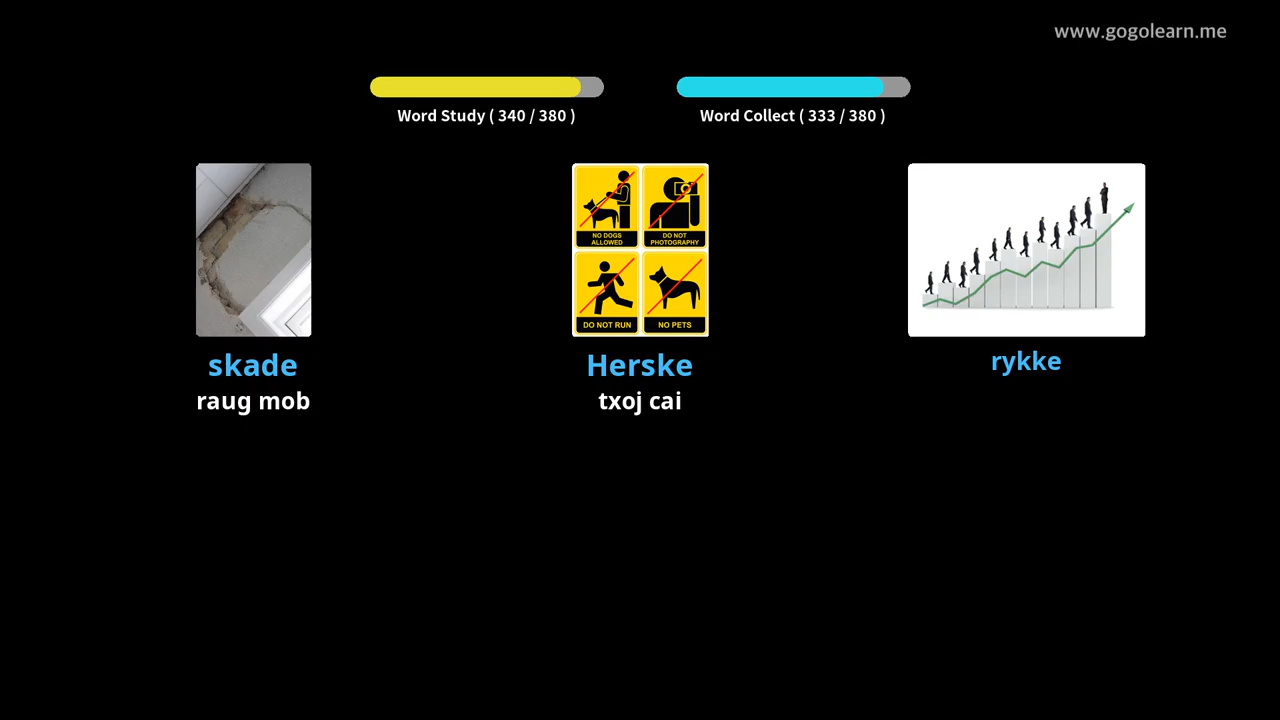 www.gogolearn.me
Word Study ( 340 / 380 )
Word Collect ( 333 / 380 )
NO DOGS
ALLOWED
DO NOT
PHOTOGRAPHY
DO NOT RUN
NO PETS
skade
raug mob
Herske
txoj cai
rykke